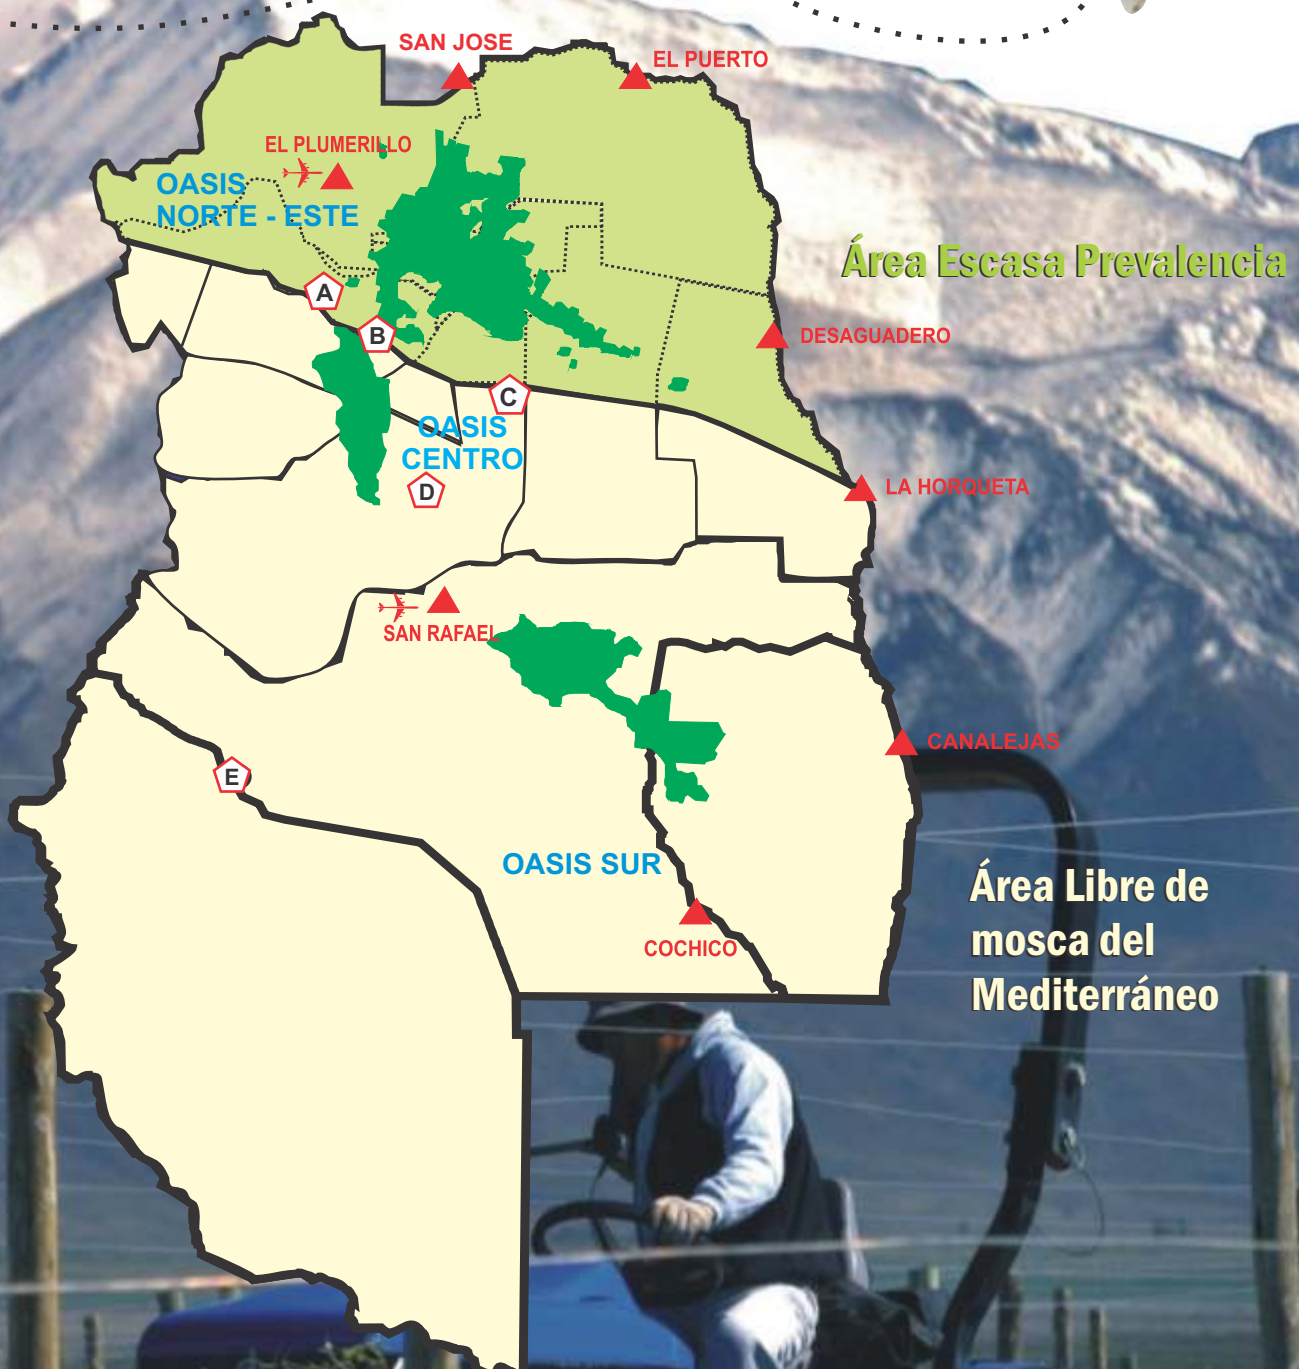 SAN JOSE
EL PUERTO
EL PLUMERILLO
OASIS
NORTE - ESTE
Área Escasa Prevalencia
A
B
DESAGUADERO
C
OASIS
CENTRO
D
LA HORQUETA
SAN RAFAEL
CANALEJAS
E
OASIS SUR
Área Libre de
mosca del
Mediterráneo
COCHICO